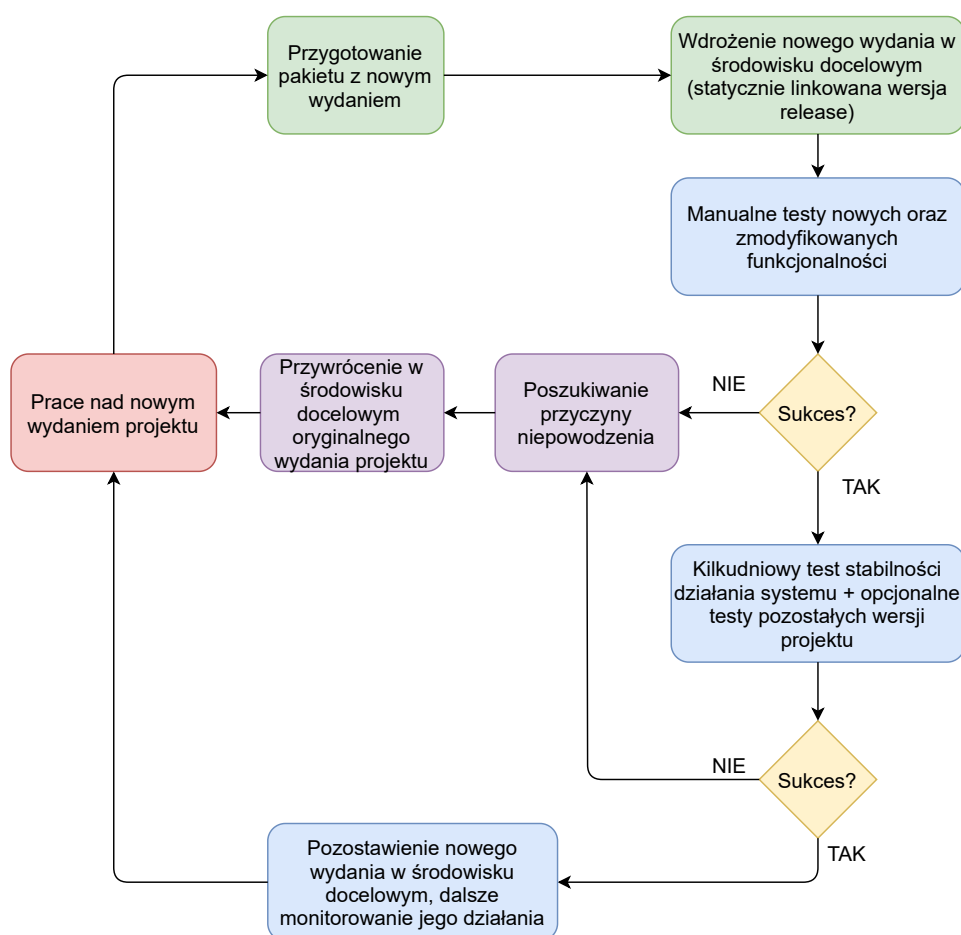 Przygotowanie
pakietu z nowym
wydaniem
Wdrożenie nowego wydania w
środowisku docelowym
(statycznie linkowana wersja
release)
Manualne testy nowych oraz
zmodyfikowanych
funkcjonalności
Prace nad nowym
wydaniem projektu
Przywrócenie w
środowisku
docelowym
oryginalnego
wydania projektu
Poszukiwanie
przyczyny
niepowodzenia
NIE
Sukces?
TAK
Kilkudniowy test stabilności
działania systemu + opcjonalne
testy pozostałych wersji
projektu
NIE
Sukces?
TAK
Pozostawienie nowego
wydania w środowisku
docelowym, dalsze
monitorowanie jego działania